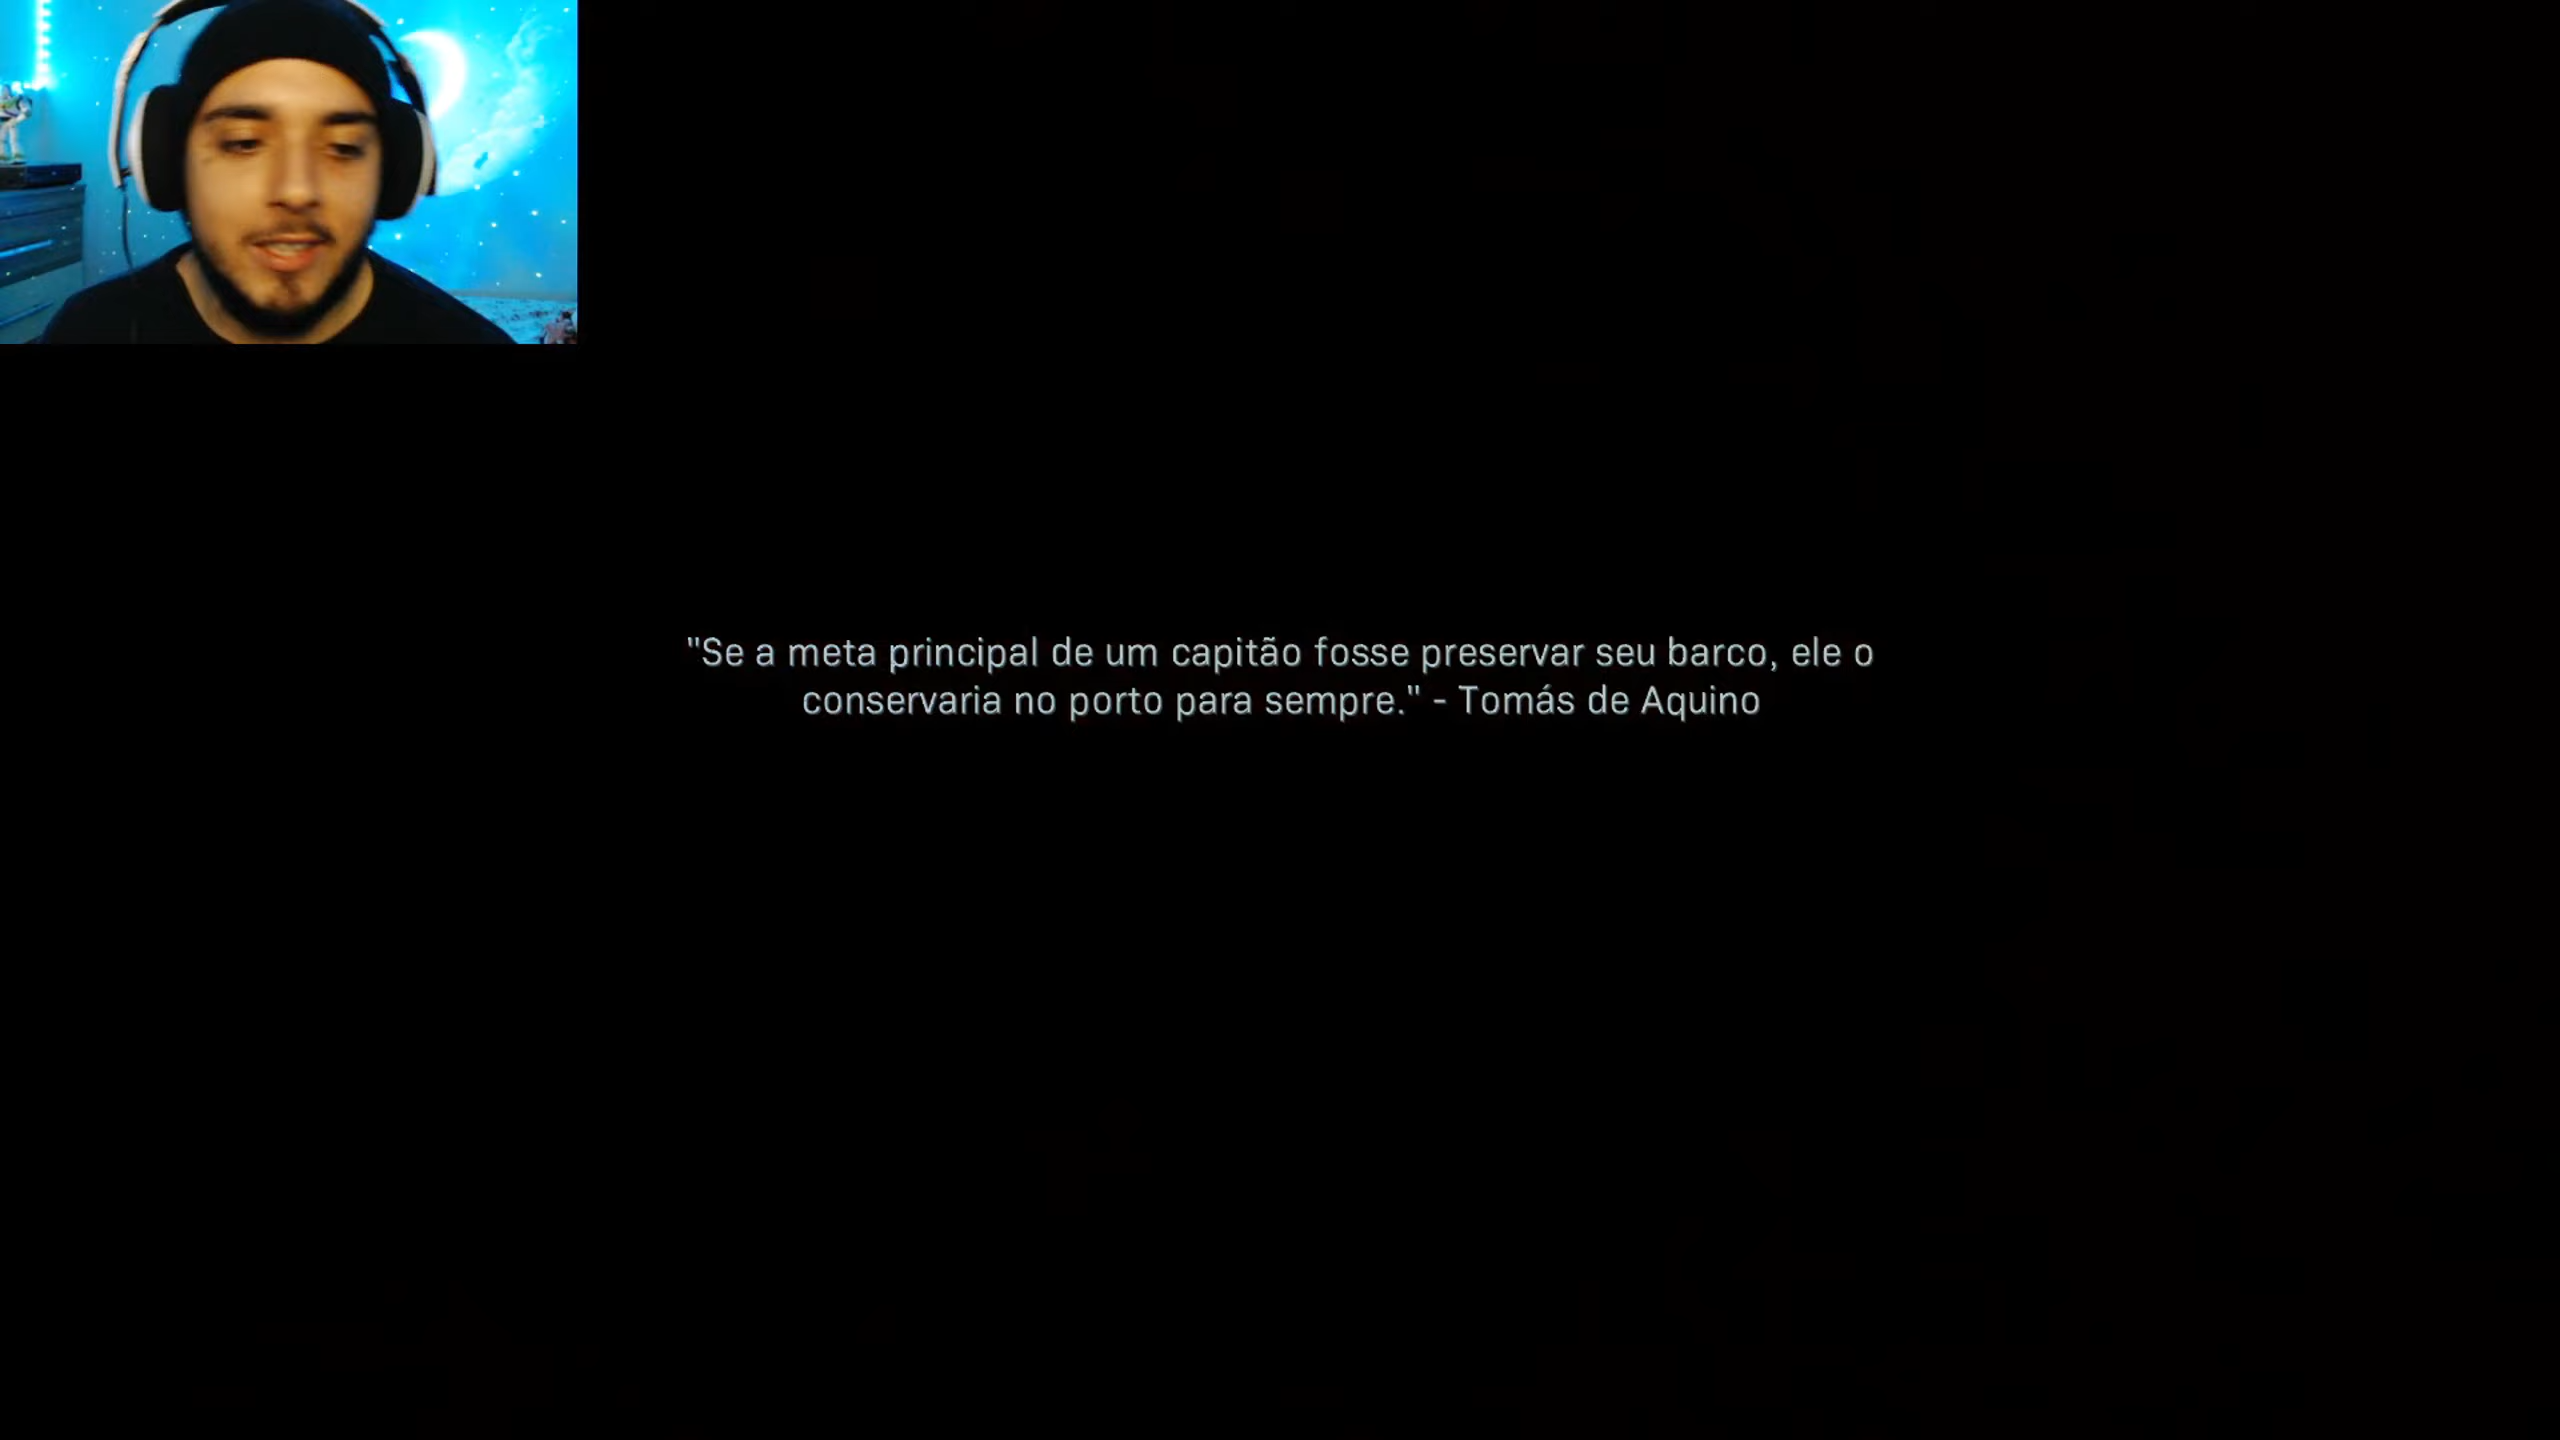 "Se a meta principal de um capitão fosse preservar seu barco, ele o
conservaria no porto para sempre." - Tomás de Aquino